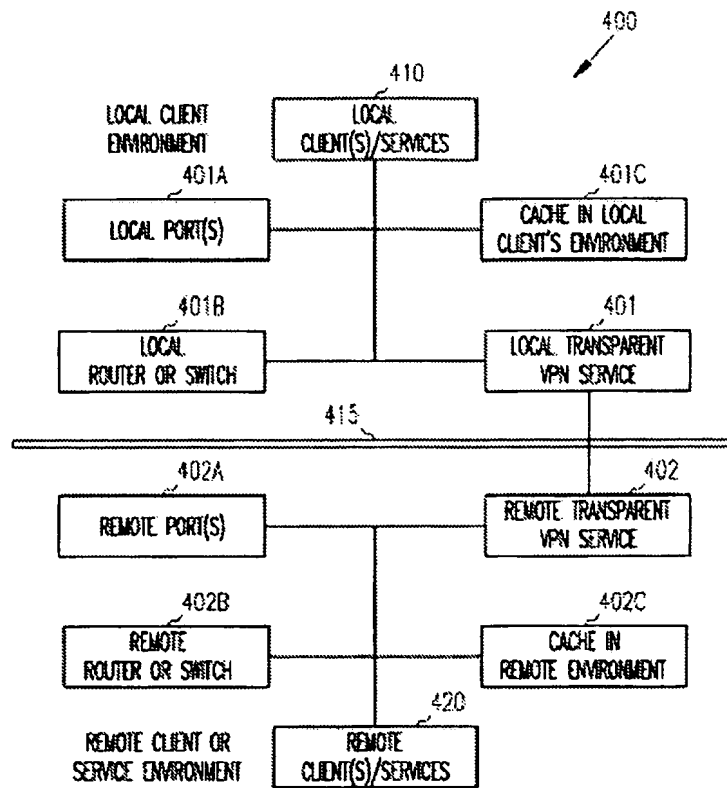 400
410
LOCAL CLIENT
ENVIRONMENT
LOCAL
CLIENT(S)/SERVICES
401A
LOCAL PORT(S)
401C
CACHE IN LOCAL
CLIENT'S ENVIRONMENT
401B
LOCAL
ROUTER OR SWITCH
401
LOCAL TRANSPARENT
VPN SERVICE
415
402A
REMOTE PORT(S)
402
REMOTE TRANSPARENT
VPN SERVICE
402B
REMOTE
ROUTER OR SWITCH
402C
CACHE IN
REMOTE ENVIRONMENT
420
REMOTE CLIENT OR
SERVICE ENVIRONMENT
REMOTE
CLIENT(S)/SERVICES